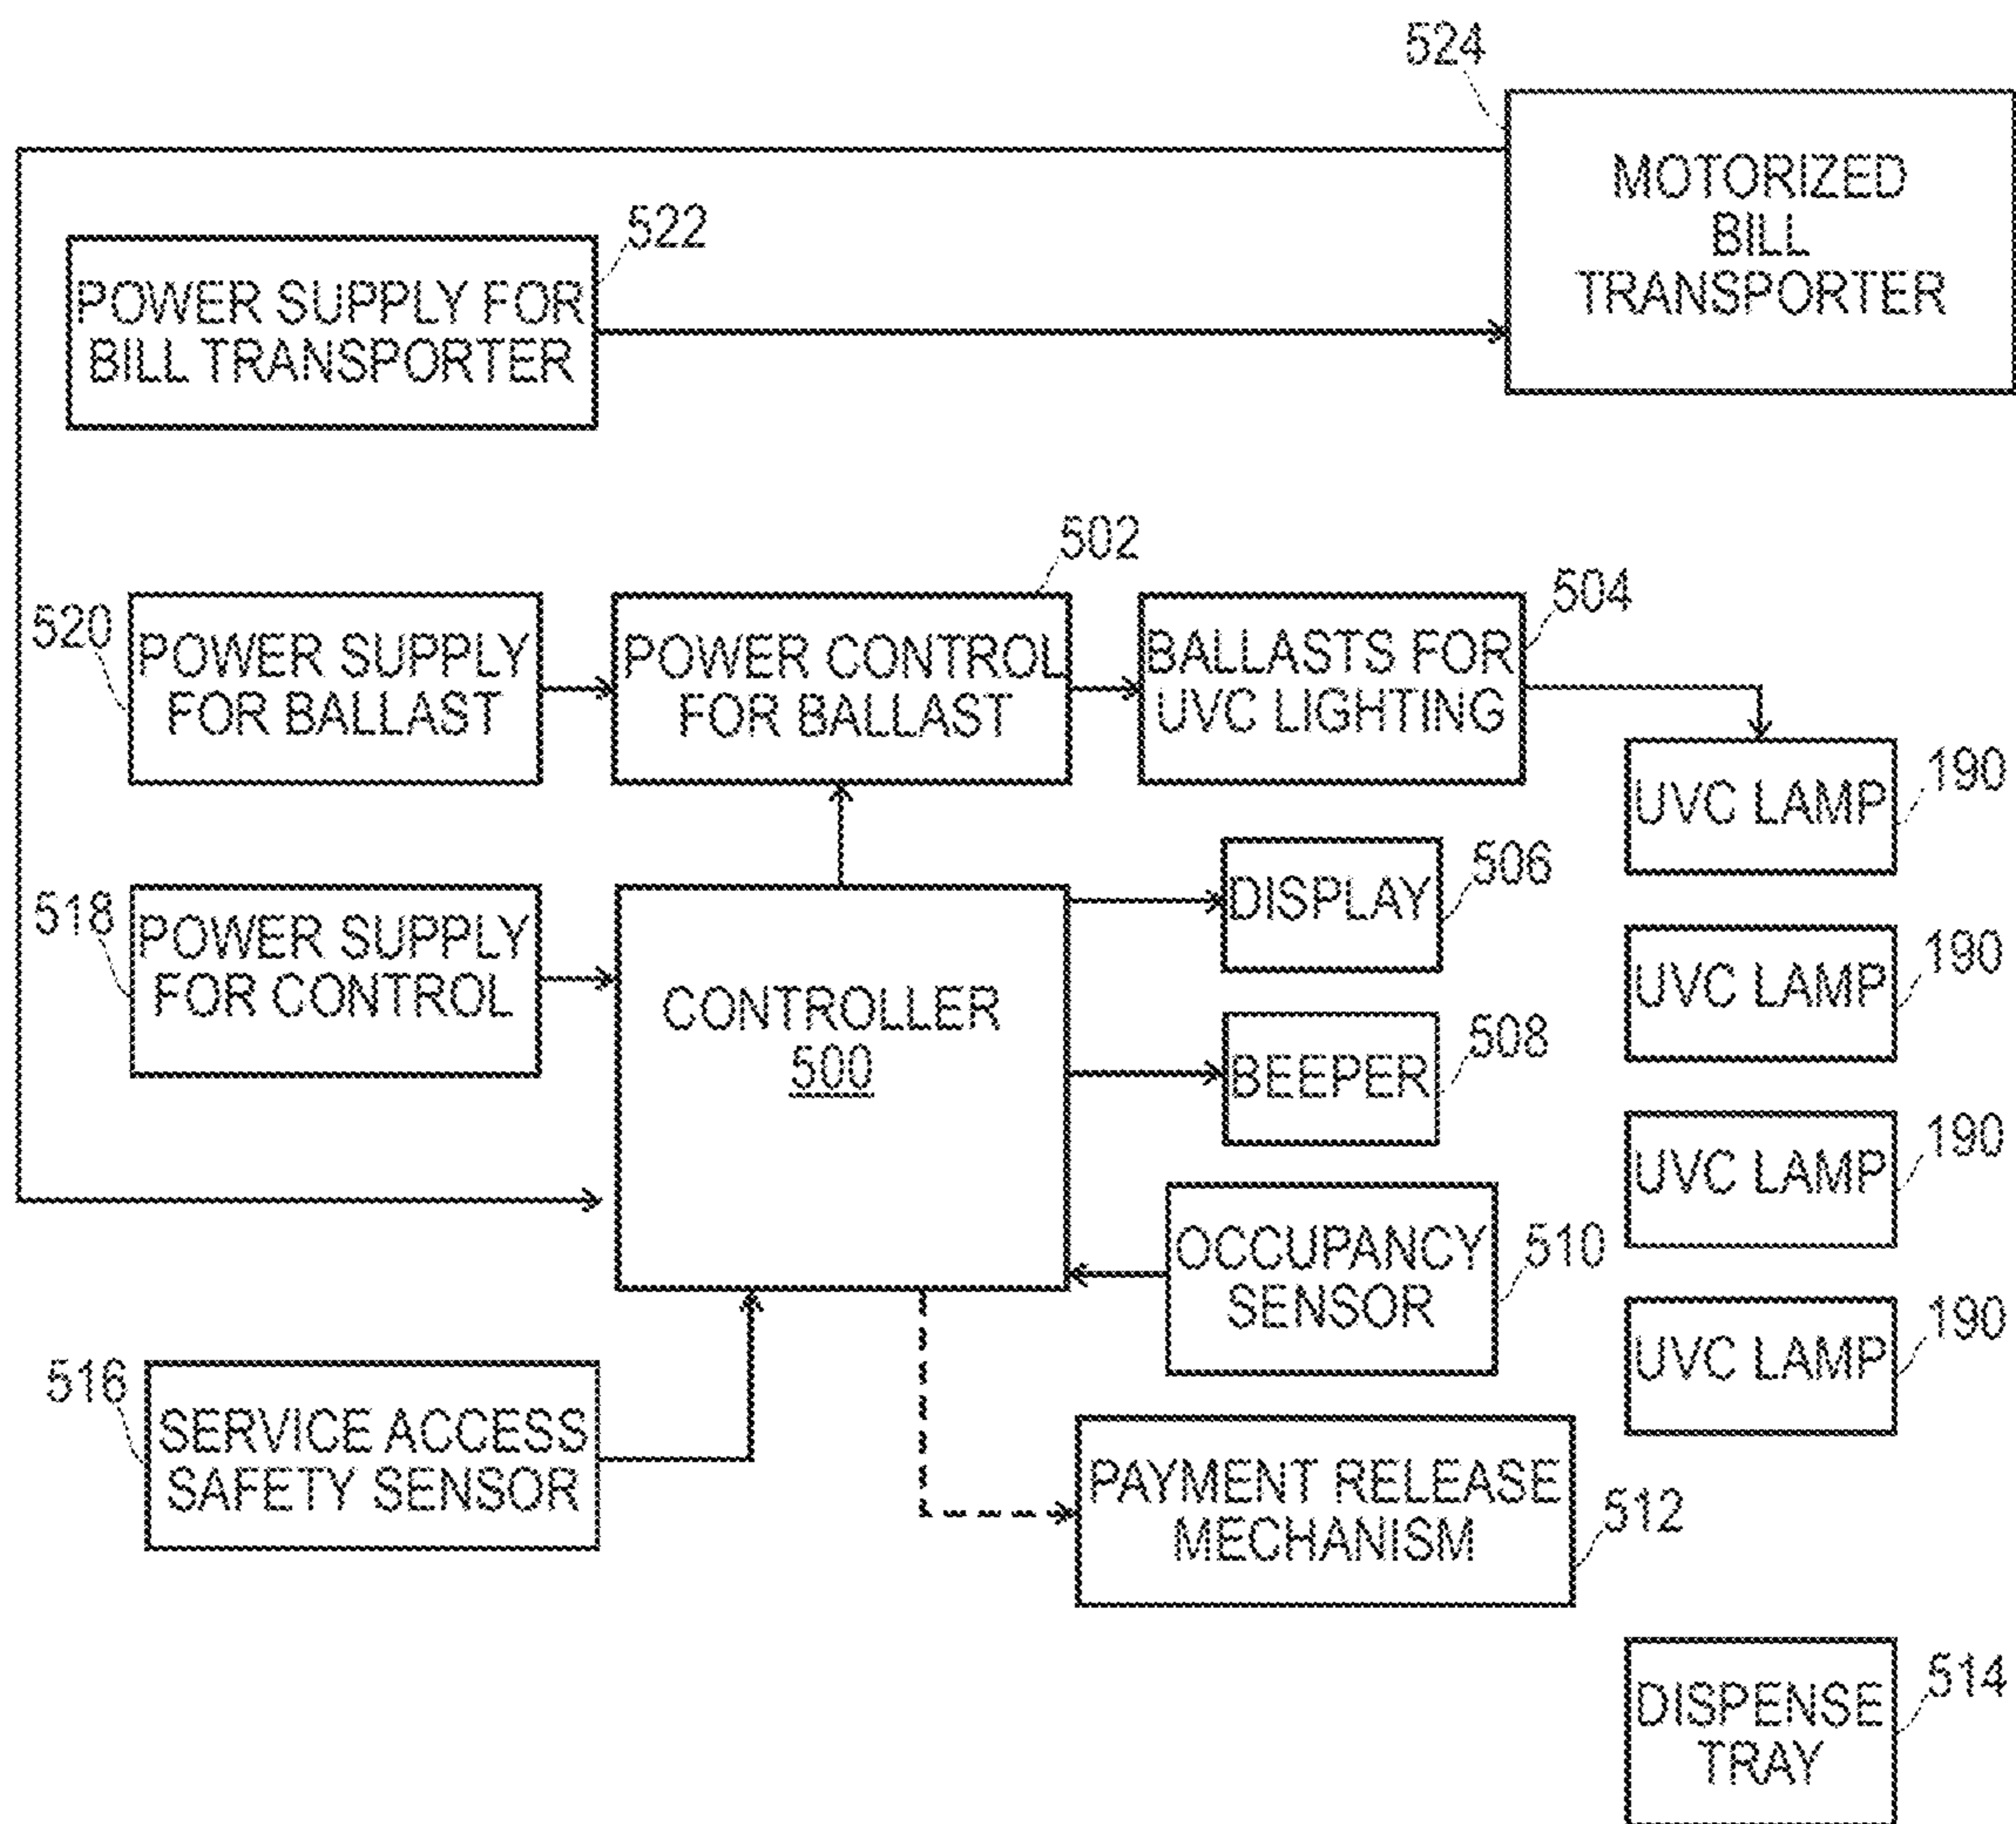 524
MOTORIZED
BILL
TRANSPORTER
522
POWER SUPPLY FOR
BILL TRANSPORTER
502
504
520
POWER SUPPLY
FOR BALLAST
POWER CONTROL
FOR BALLAST
BALLASTS FOR
UVC LIGHTING
UVC LAMP
190
518
POWER SUPPLY
FOR CONTROL
CONTROLLER
500
DISPLAY
506
UVC LAMP
190
BEEPER
508
UVC LAMP
190
OCCUPANCY
SENSOR
510
UVC LAMP
190
516
SERVICE ACCESS
SAFETY SENSOR
PAYMENT RELEASE
MECHANISM
512
DISPENSE
TRAY
514